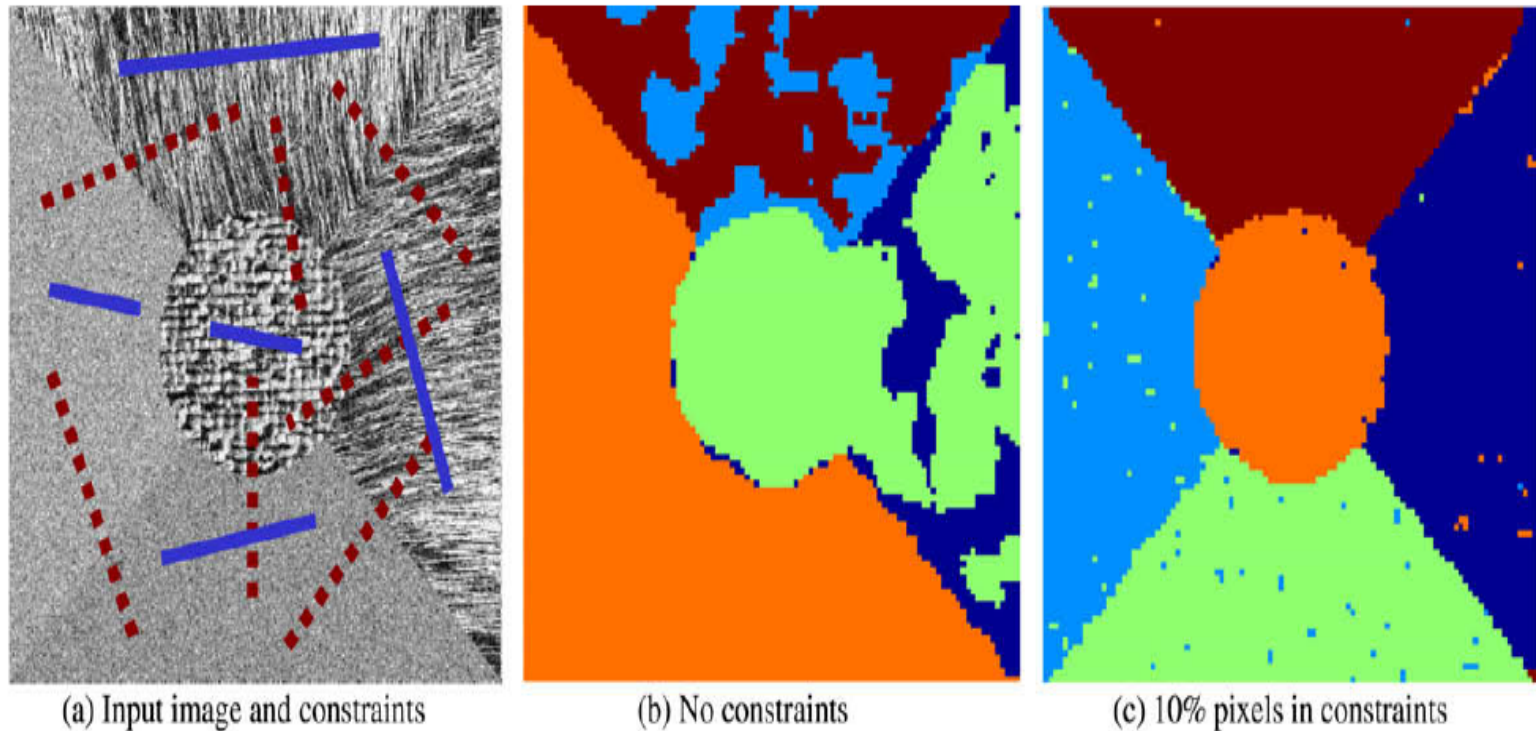 (a) Input image and constraints
(b) No constraints
(c) 10% pixels in constraints